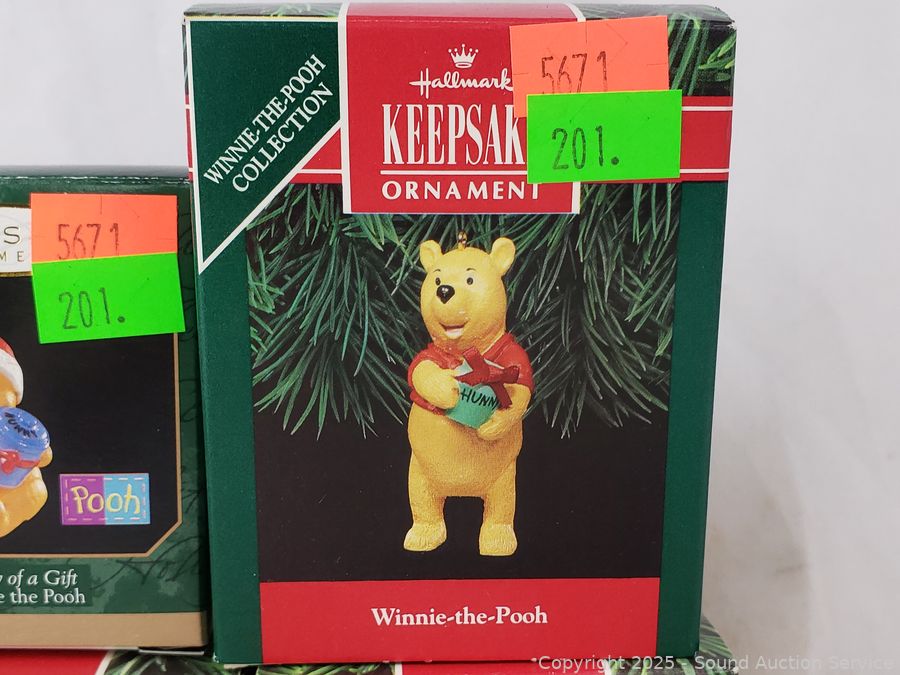 WINNIE-THE-POOH
COLLECTION
Hallmark
KEEPSAK
ORNAMENT
5671
201.
HUNN
Winnie-the-Pooh
S
M E
5671
201.
HUNNY
Pooh
y of a Gift
e the Pooh
Copyright 2025 - Sound Auction Service